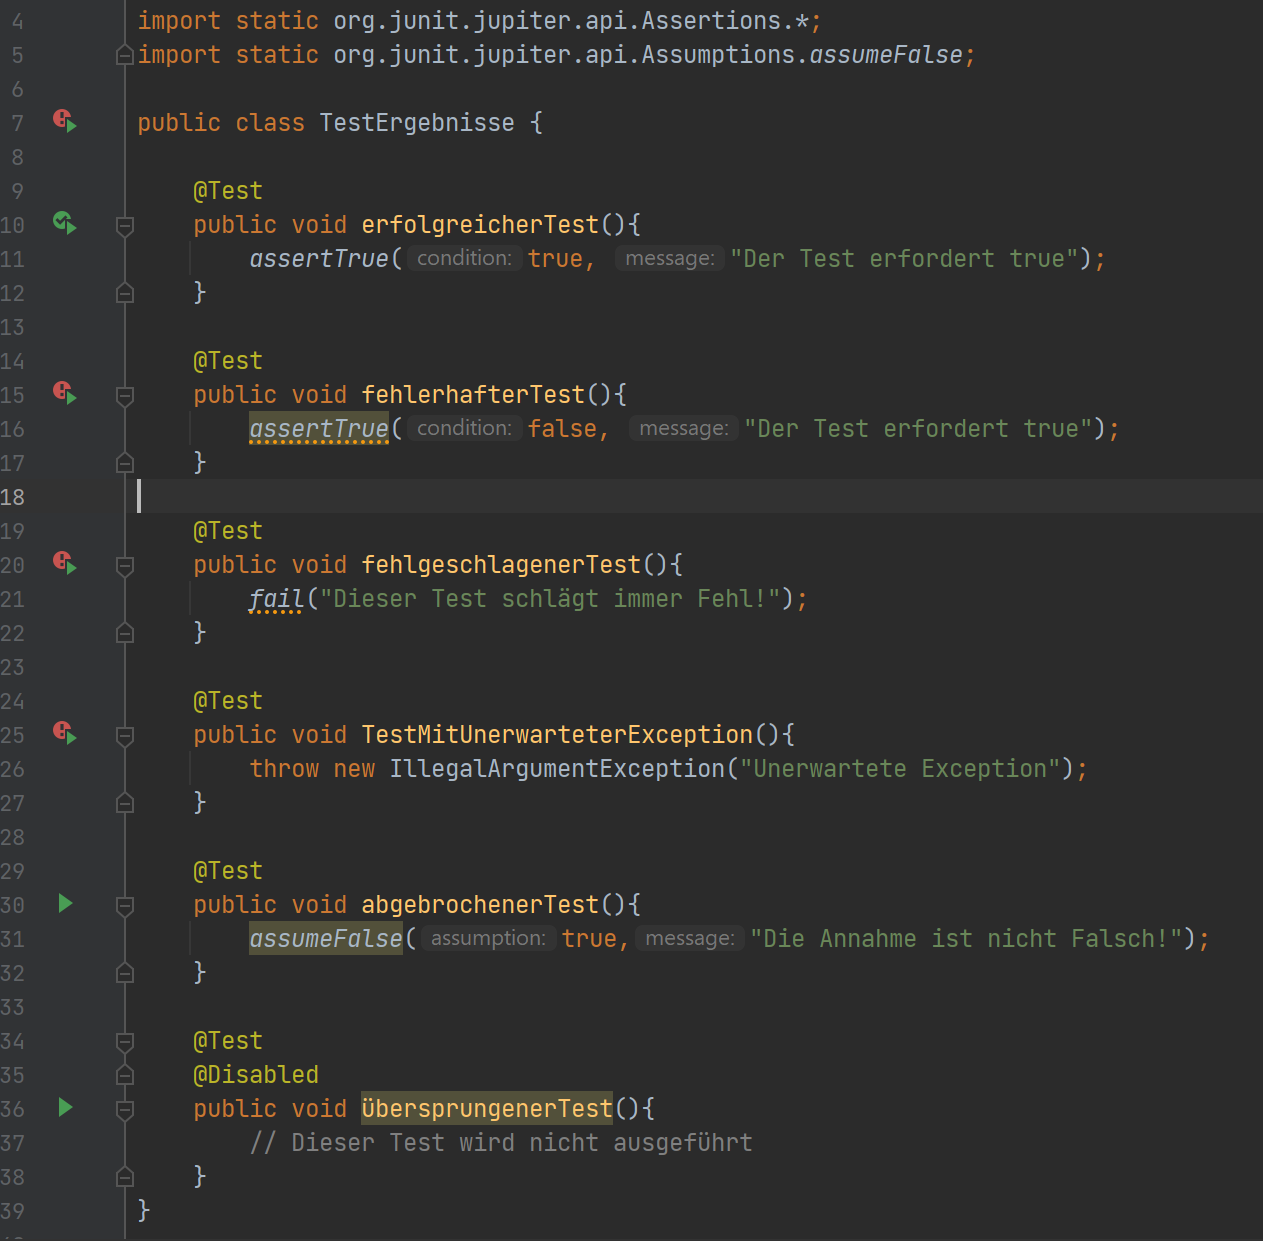 4 import static org.junit.jupiter.api.Assertions.*;
5 import static org.junit.jupiter.api.Assumptions.assumeFalse;
6
7 public class TestErgebnisse {
8
9 @Test
10 public void erfolgreicherTest(){
11 assertTrue( condition: true, message: "Der Test erfordert true");
12 }
13
14 @Test
15 public void fehlerhafterTest(){
16 assertTrue( condition: false, message: "Der Test erfordert true");
17 }
18
19 @Test
20 public void fehlgeschlagenerTest(){
21 fail("Dieser Test schlägt immer Fehl!");
22 }
23
24 @Test
25 public void TestMitUnerwarteterException(){
26 throw new IllegalArgumentException("Unerwartete Exception");
27 }
28
29 @Test
30 public void abgebrochenerTest(){
31 assumeFalse( assumption: true, message: "Die Annahme ist nicht Falsch!");
32 }
33
34 @Test
35 @Disabled
36 public void übersprungenerTest(){
37 // Dieser Test wird nicht ausgeführt
38 }
39 }